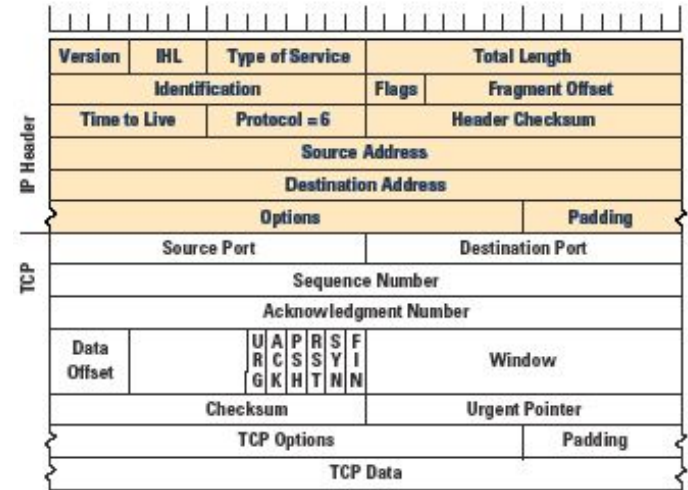 Version IHL Type of Service Total Length
Identification Flags Fragment Offset
Time to Live Protocol = 6 Header Checksum
Source Address
Destination Address
Options Padding
IP Header
Source Port Destination Port
Sequence Number
Acknowledgment Number
Data Offset URG ACK PSH RST SYN FIN Window
Checksum Urgent Pointer
TCP Options Padding
TCP Data
TCP